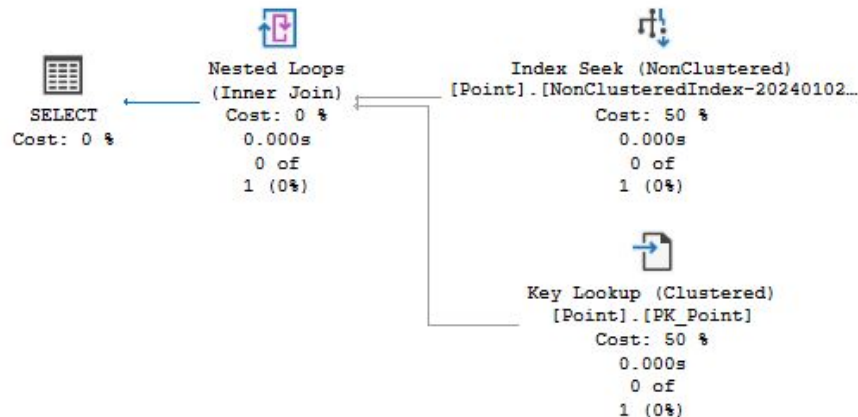 SELECT
Cost: 0 %
Nested Loops
(Inner Join)
Cost: 0 %
0.000s
0 of
1 (0%)
Index Seek (NonClustered)
[Point].[NonClusteredIndex-20240102…
Cost: 50 %
0.000s
0 of
1 (0%)
Key Lookup (Clustered)
[Point].[PK_Point]
Cost: 50 %
0.000s
0 of
1 (0%)